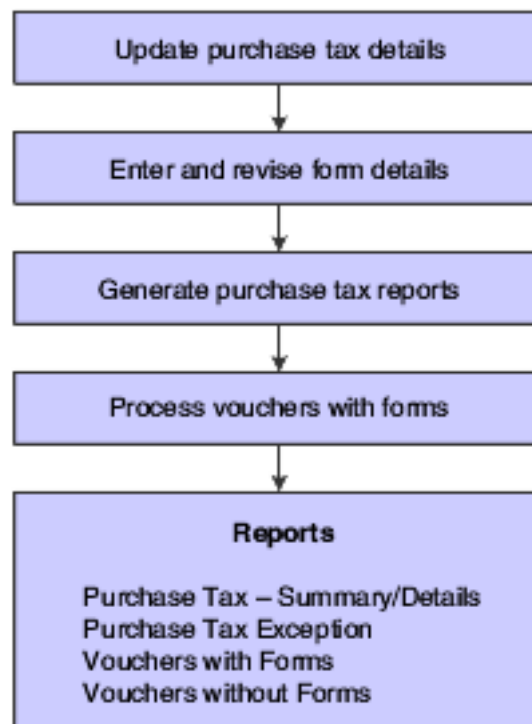 Update purchase tax details
Enter and revise form details
Generate purchase tax reports
Process vouchers with forms
Reports
Purchase Tax – Summary/Details
Purchase Tax Exception
Vouchers with Forms
Vouchers without Forms